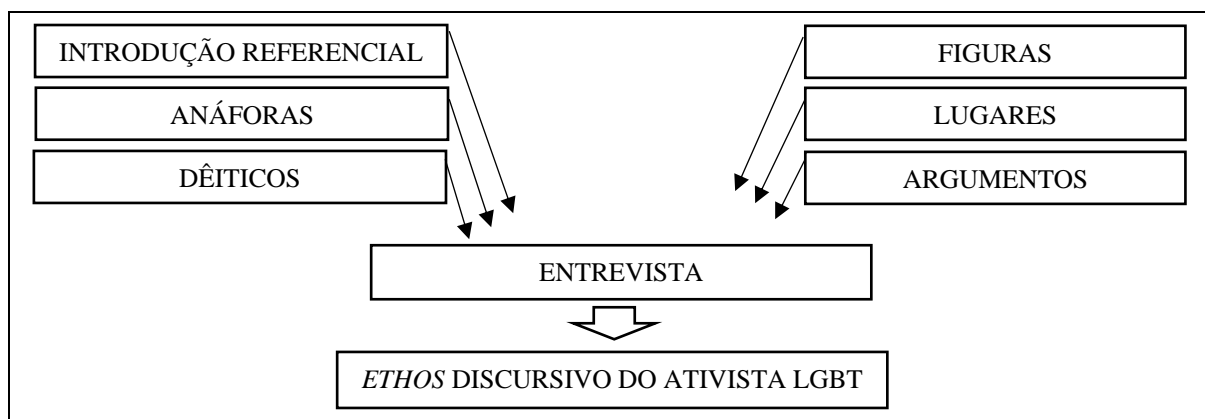 INTRODUÇÃO REFERENCIAL
ANÁFORAS
DÊITICOS
FIGURAS
LUGARES
ARGUMENTOS
ENTREVISTA
ETHOS DISCURSIVO DO ATIVISTA LGBT